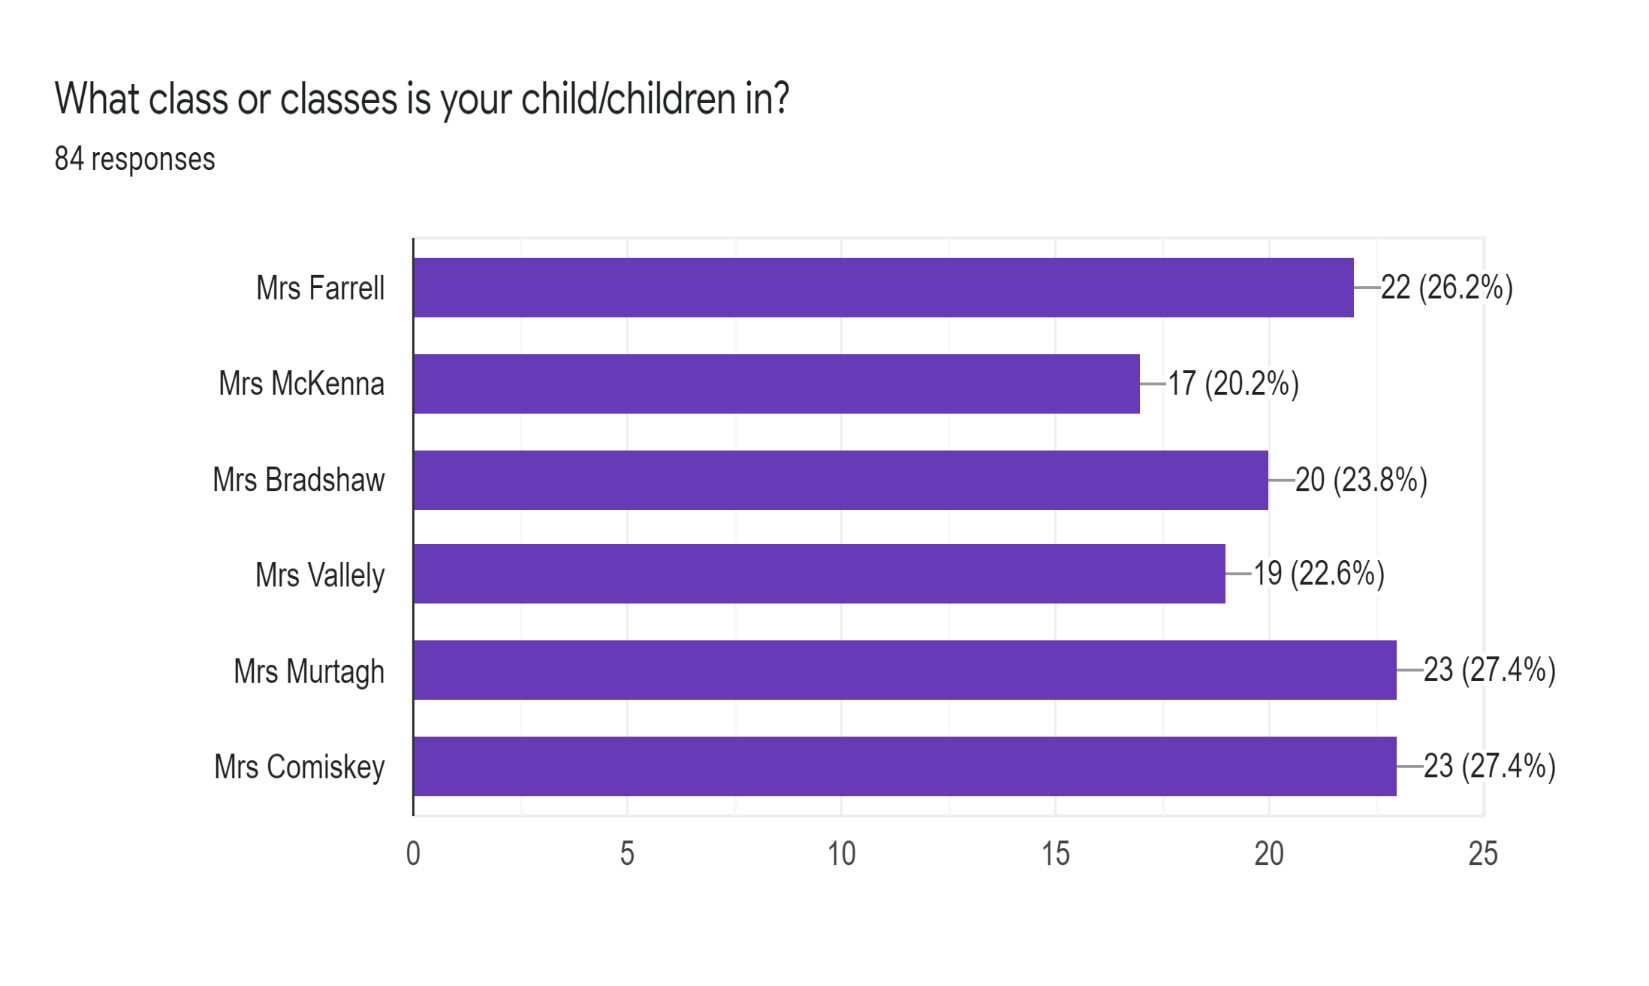 What class or classes is your child/children in?
84 responses
Mrs Farrell 22 (26.2%)
Mrs McKenna 17 (20.2%)
Mrs Bradshaw 20 (23.8%)
Mrs Vallely 19 (22.6%)
Mrs Murtagh 23 (27.4%)
Mrs Comiskey 23 (27.4%)
0 5 10 15 20 25